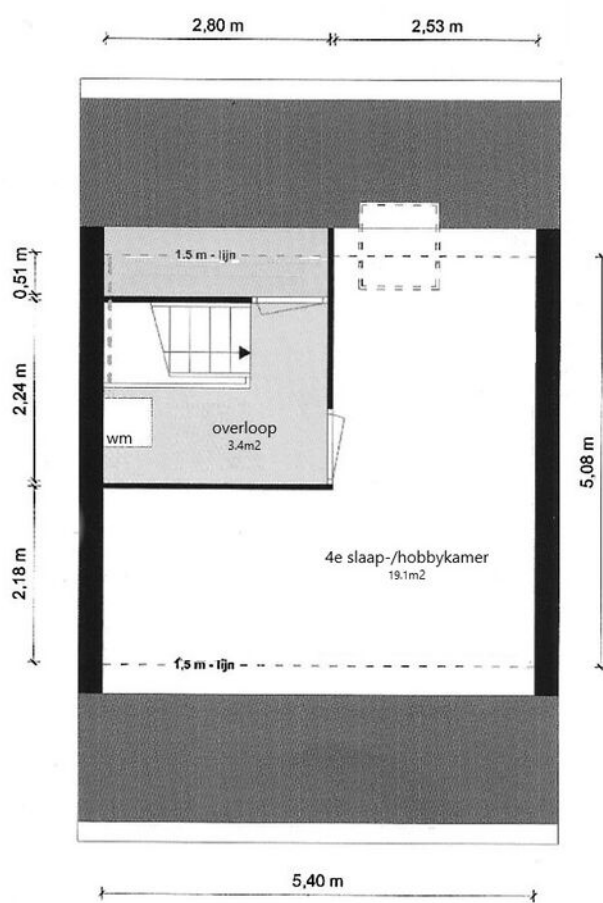 2,80 m
2,53 m
0,51 m
1.5 m - lijn
2,24 m
overloop
3.4m2
wm
5,08 m
2,18 m
4e slaap-/hobbykamer
19.1m2
1,5 m - lijn
5,40 m